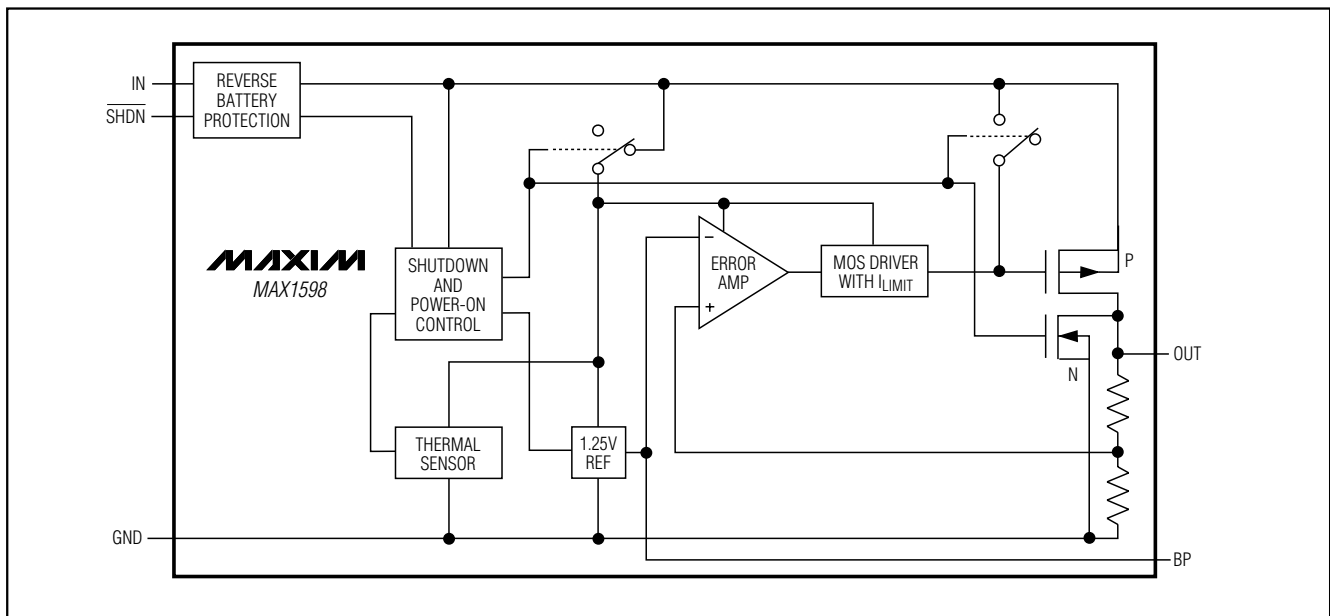 IN
REVERSE
BATTERY
PROTECTION
SHDN
MAXIM
MAX1598
SHUTDOWN
AND
POWER-ON
CONTROL
−
ERROR
AMP
+
MOS DRIVER
WITH ILIMIT
P
N
OUT
THERMAL
SENSOR
1.25V
REF
GND
BP